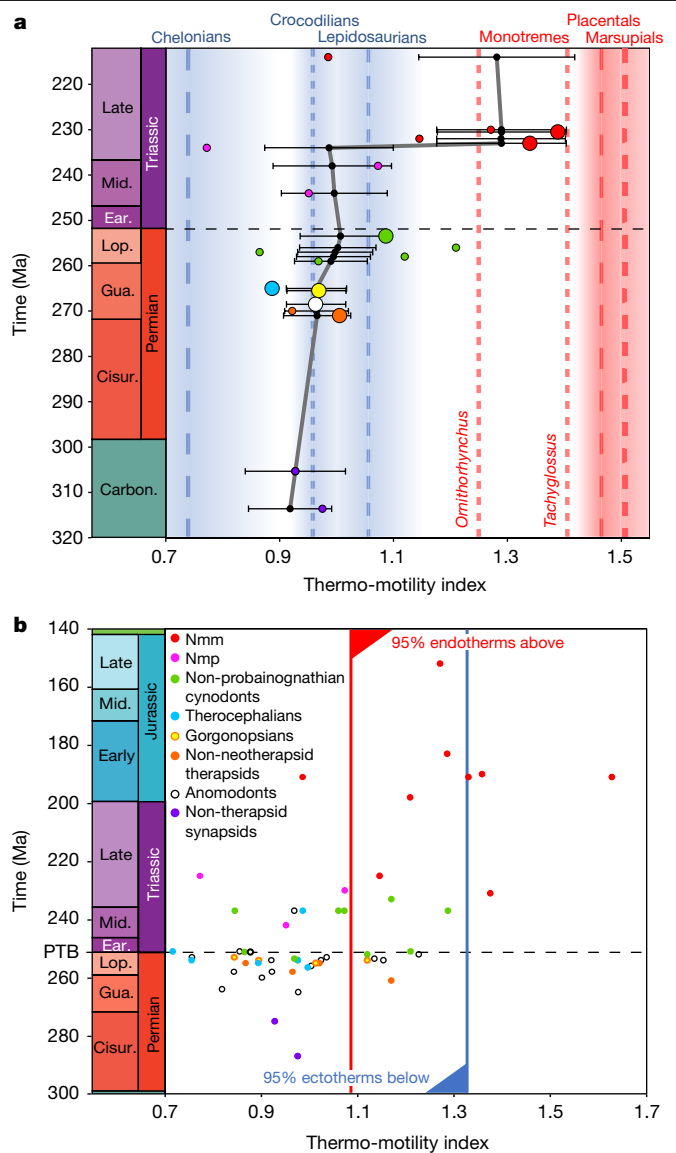 a
Crocodilians
Placentals
Chelonians
Lepidosaurians
Monotremes
Marsupials
220
230
240
250
260
270
280
290
300
310
320
Time (Ma)
Late
Mid.
Ear.
Lop.
Gua.
Cisur.
Carbon.
Triassic
Permian
Ornithorhynchus
Tachyglossus
0.7
0.9
1.1
1.3
1.5
Thermo-motility index
b
140
160
180
200
220
240
PTB
260
280
300
Time (Ma)
Late
Mid.
Early
Late
Mid.
Ear.
Lop.
Gua.
Cisur.
Jurassic
Triassic
Permian
Nmm
Nmp
Non-probainognathian
cynodonts
Therocephalians
Gorgonopsians
Non-neotherapsid
therapsids
Anomodonts
Non-therapsid
synapsids
95% endotherms above
95% ectotherms below
0.7
0.9
1.1
1.3
1.5
1.7
Thermo-motility index